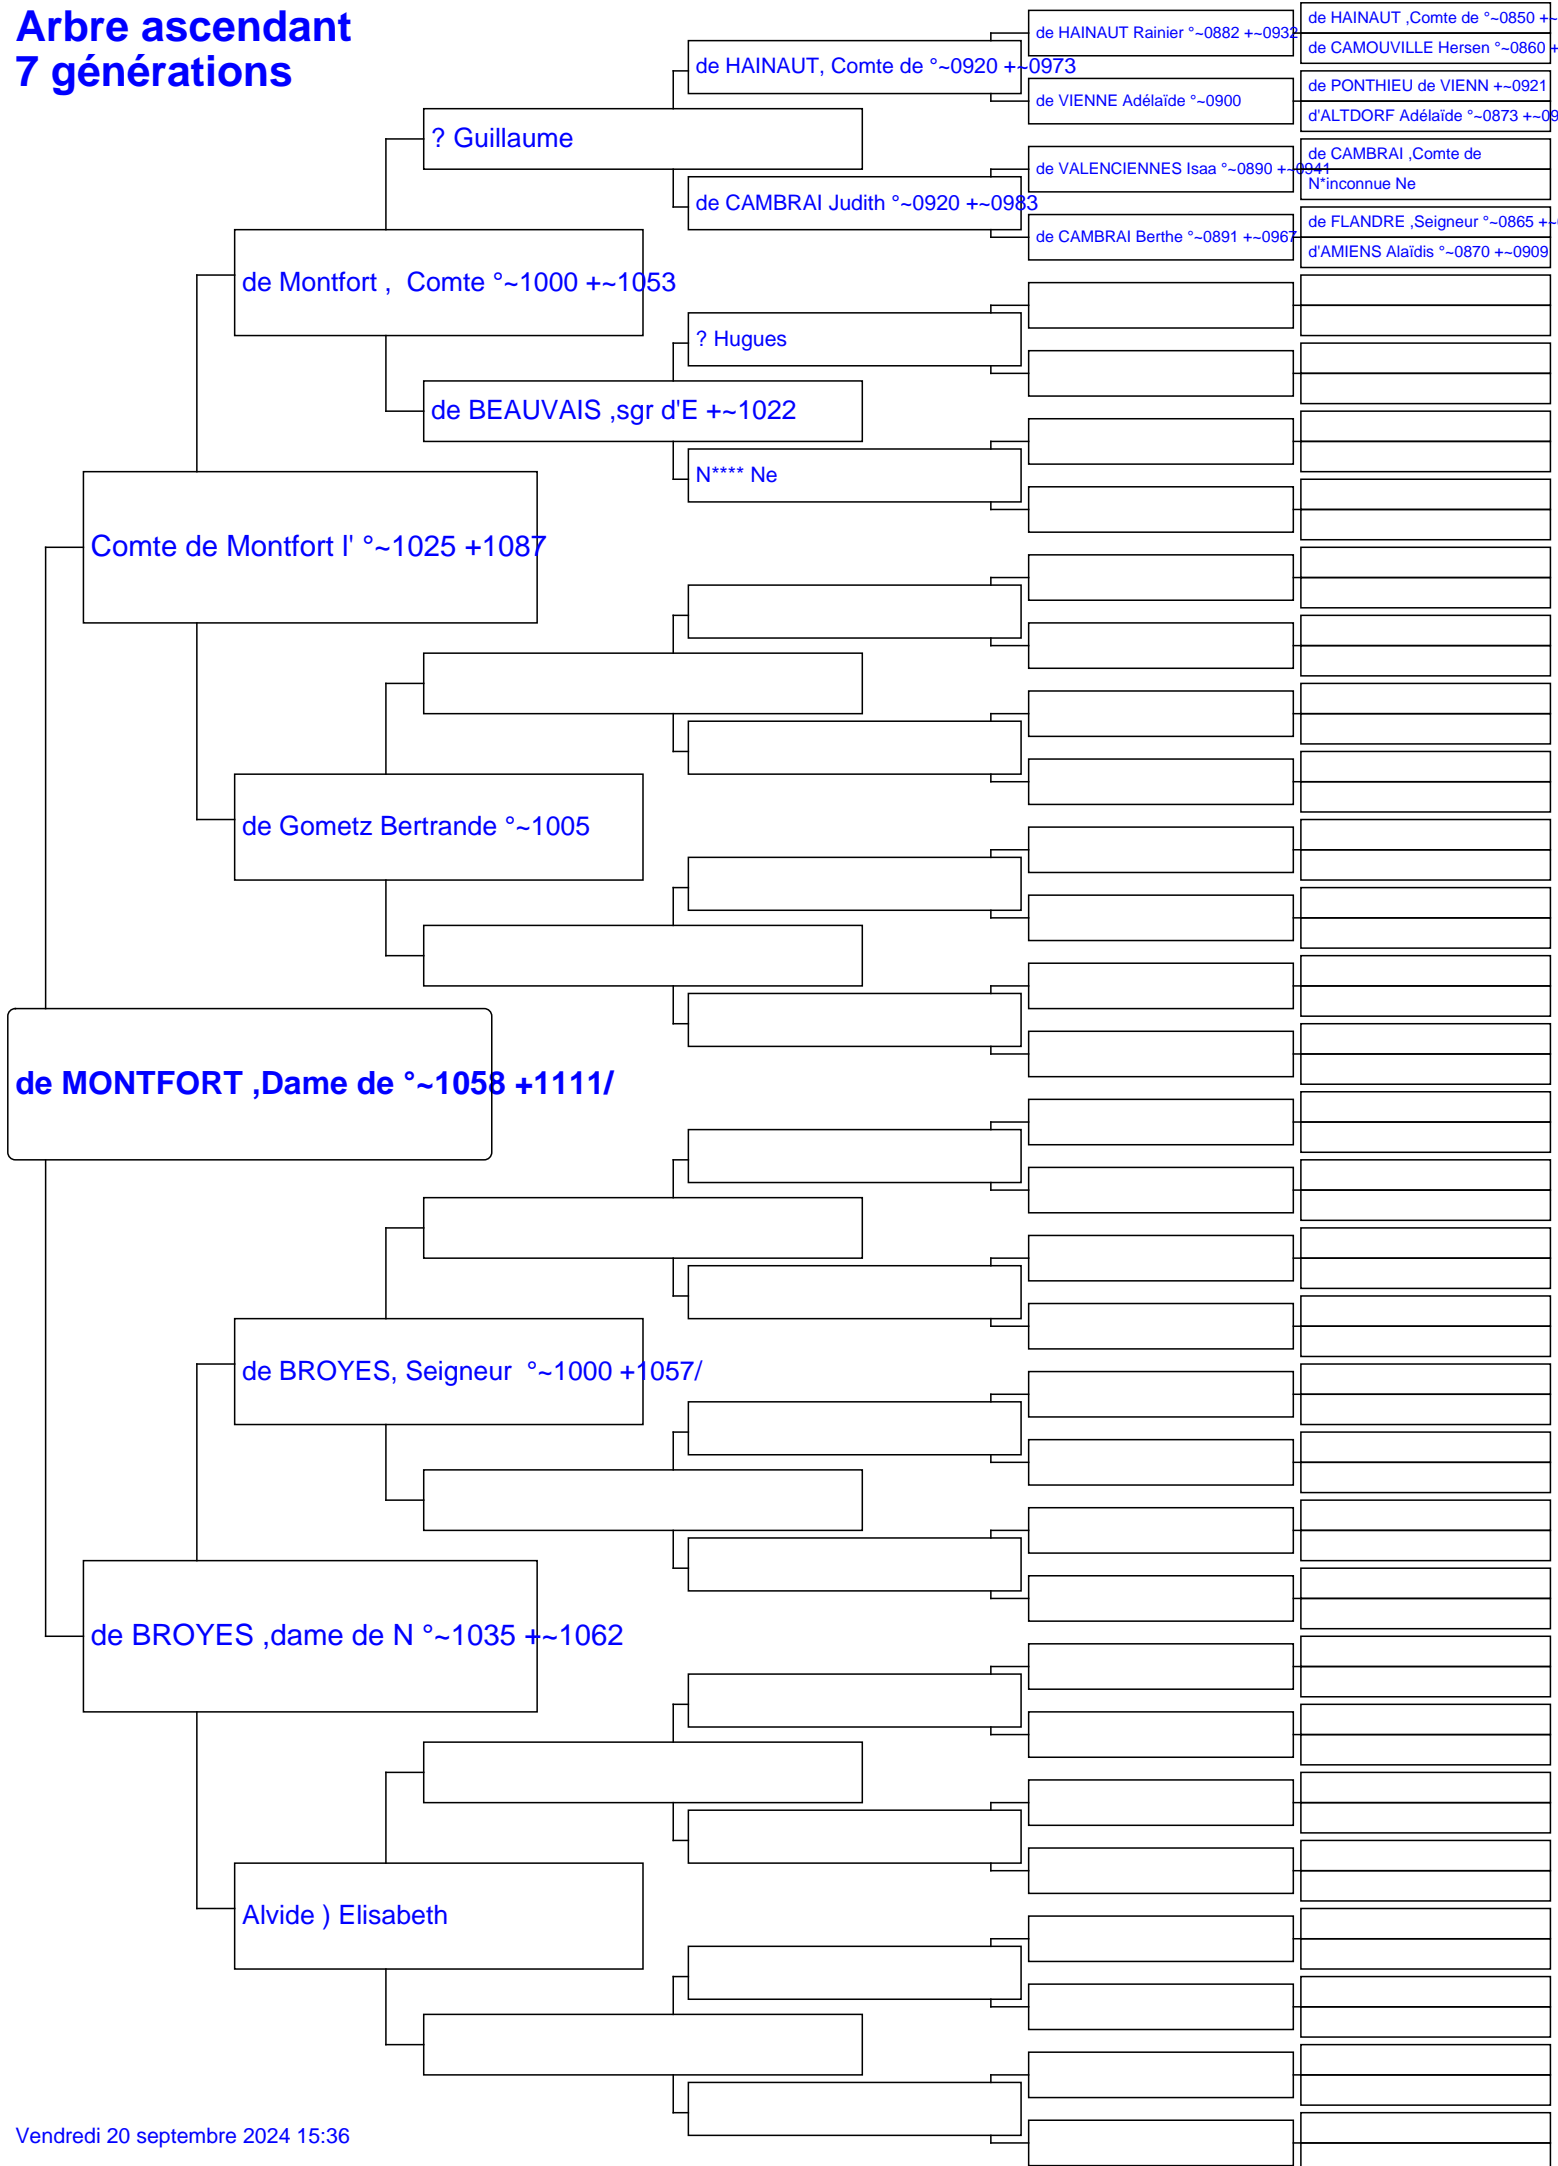 Arbre ascendant
7 générations
de HAINAUT ,Comte de °~0850 +~
de HAINAUT Rainier °~0882 +~0932
de CAMOUVILLE Hersen °~0860 +
de HAINAUT, Comte de °~0920 +~0973
de PONTHIEU de VIENN +~0921
de VIENNE Adélaïde °~0900
d'ALTDORF Adélaïde °~0873 +~09
? Guillaume
de CAMBRAI ,Comte de
de VALENCIENNES Isaa °~0890 +~0941
N*inconnue Ne
de CAMBRAI Judith °~0920 +~0983
de FLANDRE ,Seigneur °~0865 +~
de CAMBRAI Berthe °~0891 +~0967
d'AMIENS Alaïdis °~0870 +~0909
de Montfort ,  Comte °~1000 +~1053
? Hugues
de BEAUVAIS ,sgr d'E +~1022
N**** Ne
Comte de Montfort l' °~1025 +1087
de Gometz Bertrande °~1005
de MONTFORT ,Dame de °~1058 +1111/
de BROYES, Seigneur  °~1000 +1057/
de BROYES ,dame de N °~1035 +~1062
Alvide ) Elisabeth
Vendredi 20 septembre 2024 15:36